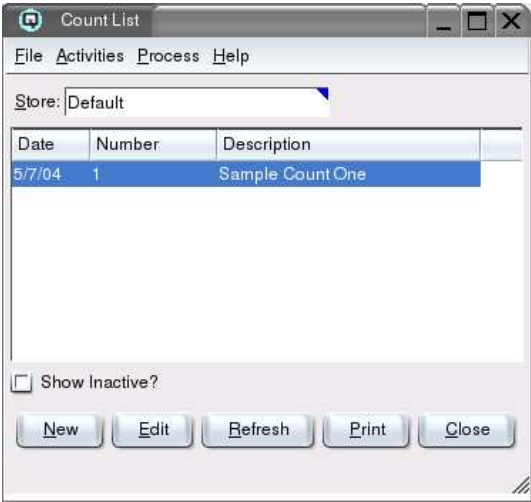 Count List
File Activities Process Help
Store: Default
Date Number Description
5/7/04 1 Sample Count One
Show Inactive?
New Edit Refresh Print Close